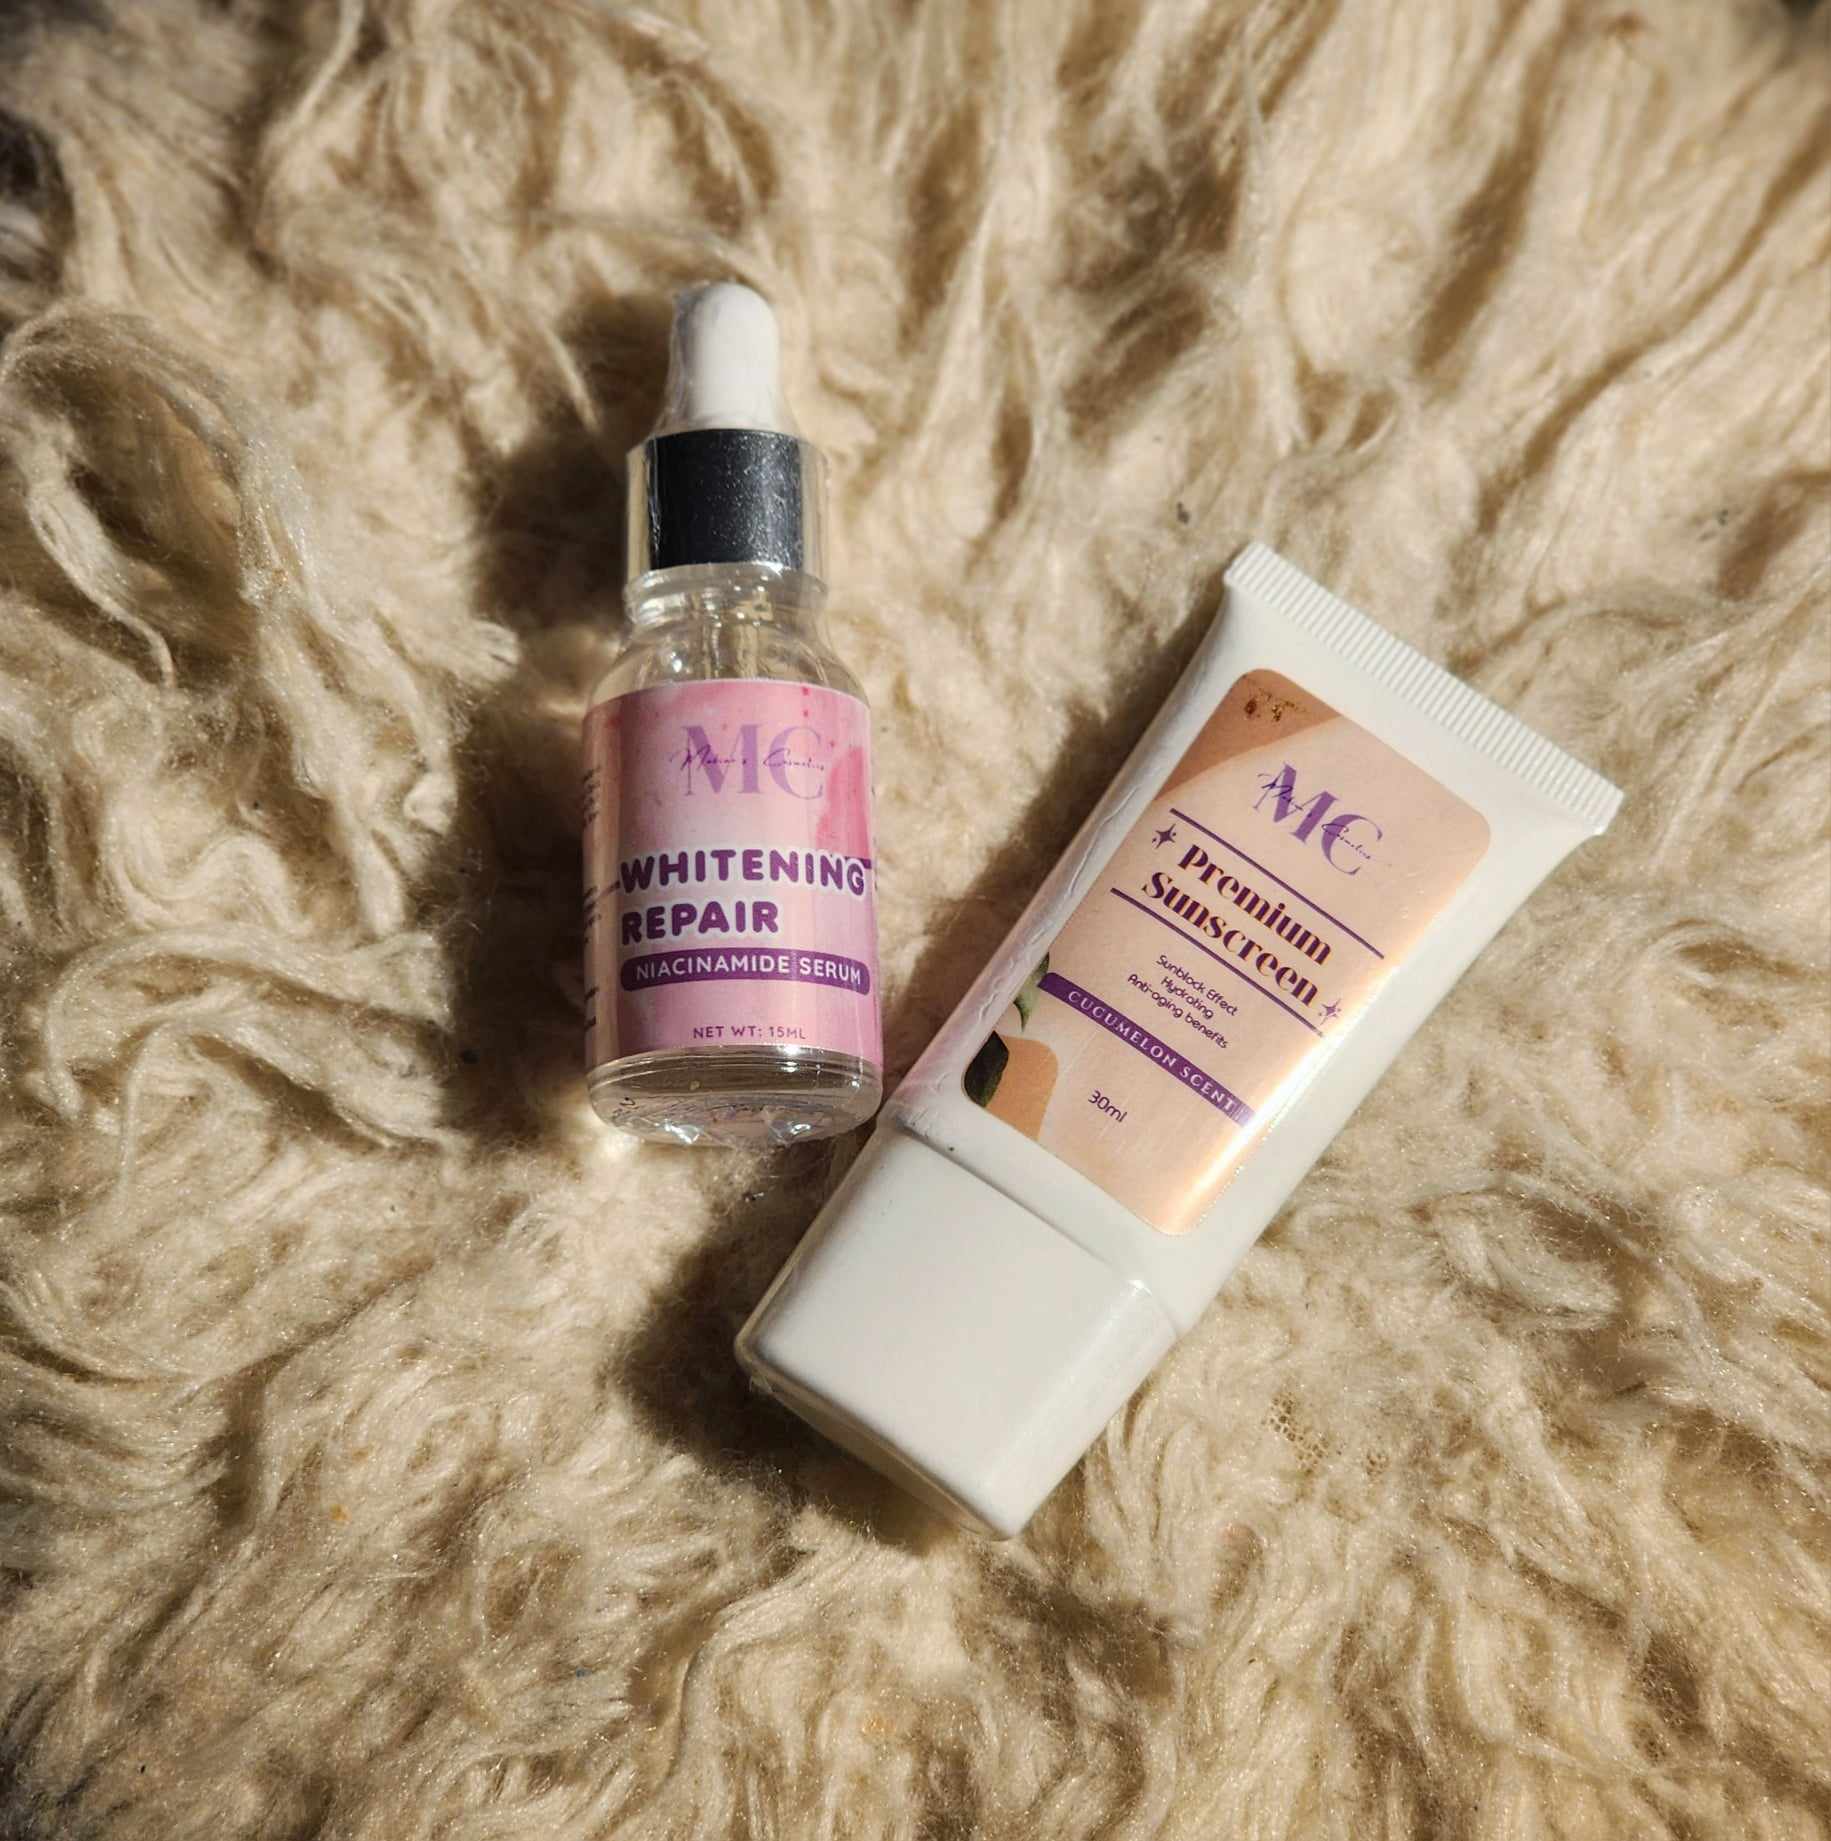 MC
WHITENING
REPAIR
NIACINAMIDE SERUM
NET WT: 15ML
MC
Premium
Sunscreen
Sunblock Effect
Hydrating
Anti-aging benefits
CUCUMELON SCENT
30ml